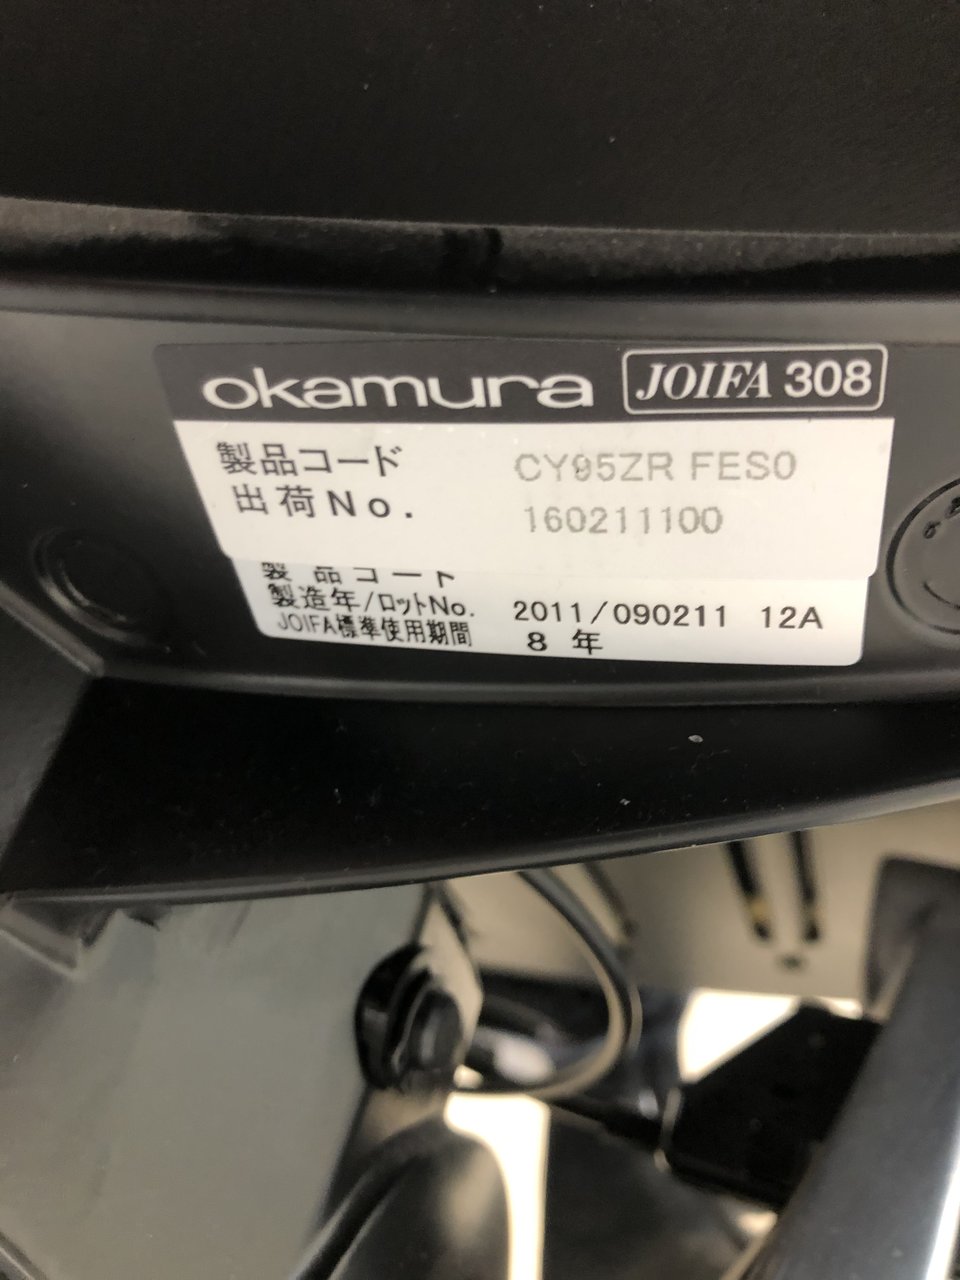 okamura JOIFA 308
製品コード CY95ZR FES0
出荷No. 160211100
製品コード
製造年/ロットNo. 2011/090211 12A
JOIFA標準使用期間 8年